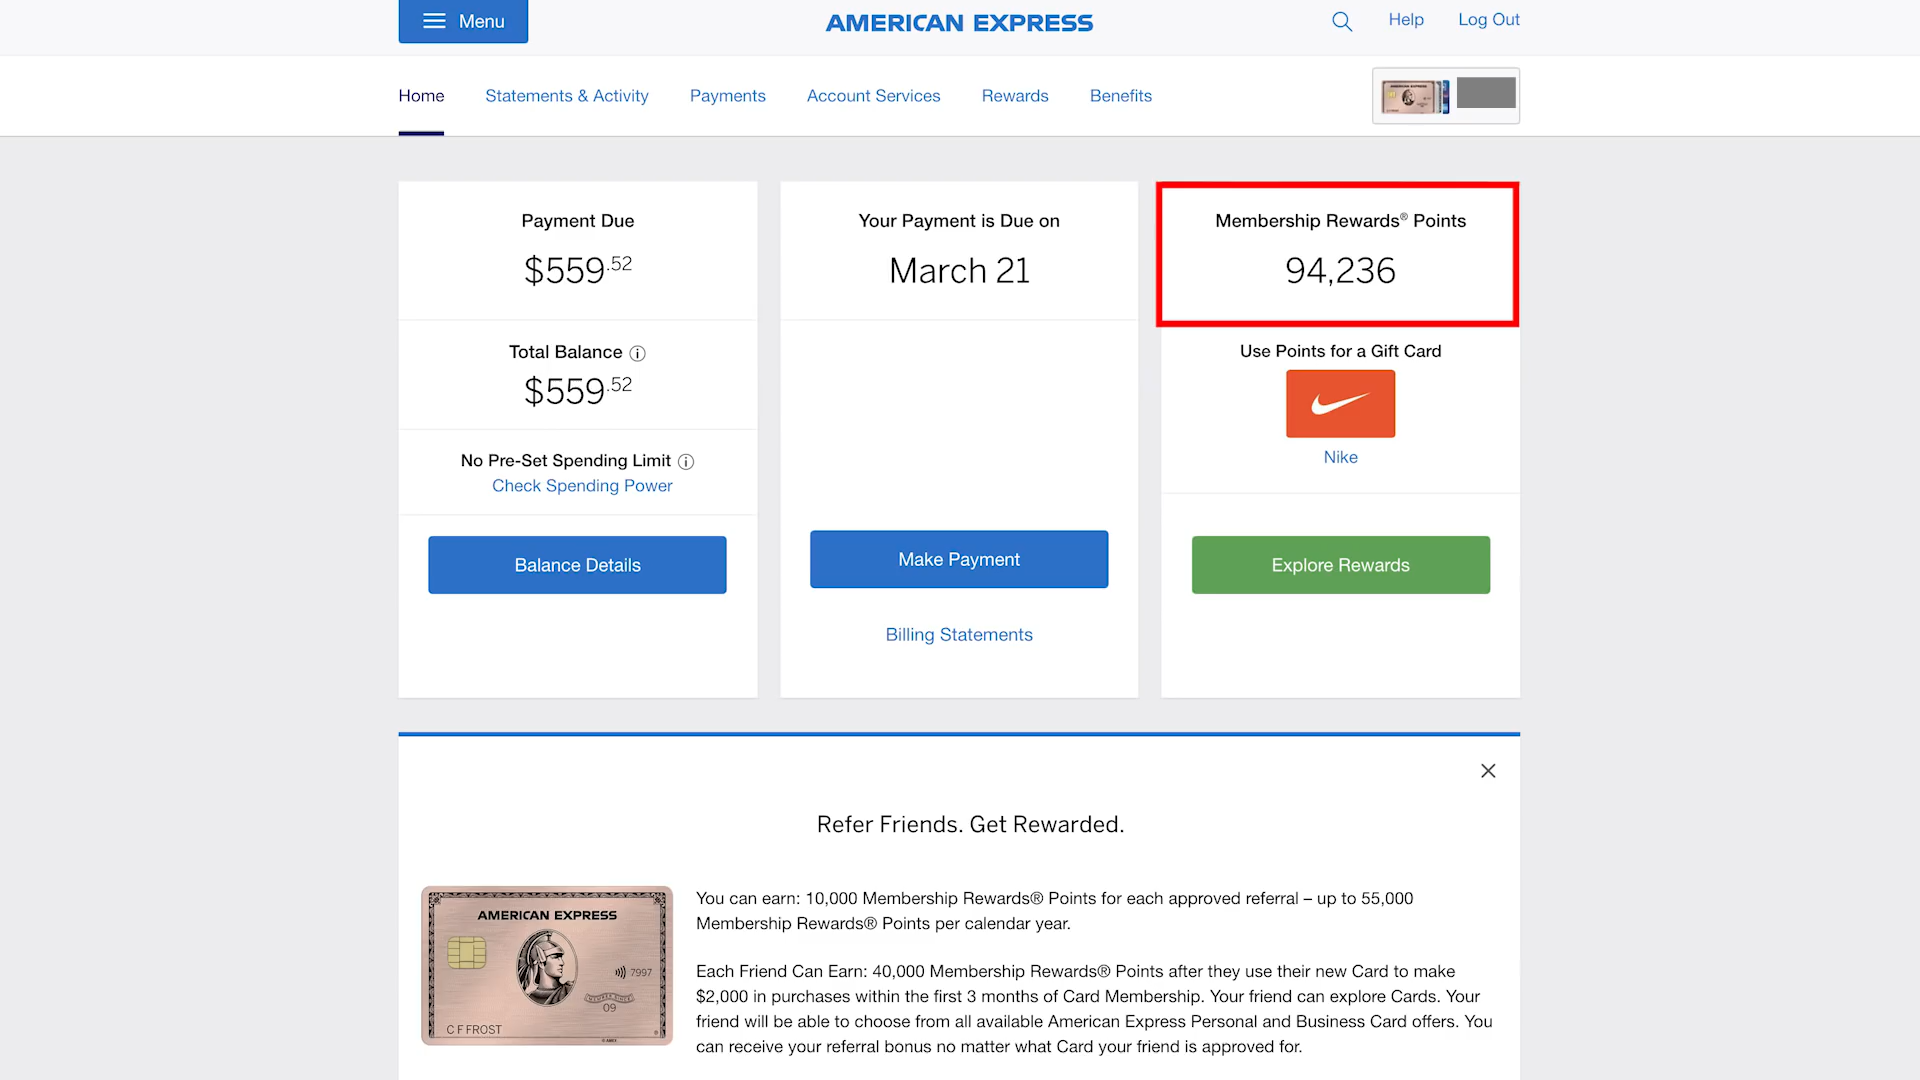 Menu
AMERICAN EXPRESS
Help
Log Out
Home
Statements & Activity
Payments
Account Services
Rewards
Benefits
Payment Due
$559.52
Total Balance
$559.52
No Pre-Set Spending Limit
Check Spending Power
Balance Details
Your Payment is Due on
March 21
Make Payment
Billing Statements
Membership Rewards® Points
94,236
Use Points for a Gift Card
Nike
Explore Rewards
Refer Friends. Get Rewarded.
AMERICAN EXPRESS
7997
MEMBER SINCE
09
C F FROST
© AMEX
You can earn: 10,000 Membership Rewards® Points for each approved referral – up to 55,000
Membership Rewards® Points per calendar year.
Each Friend Can Earn: 40,000 Membership Rewards® Points after they use their new Card to make
$2,000 in purchases within the first 3 months of Card Membership. Your friend can explore Cards. Your
friend will be able to choose from all available American Express Personal and Business Card offers. You
can receive your referral bonus no matter what Card your friend is approved for.